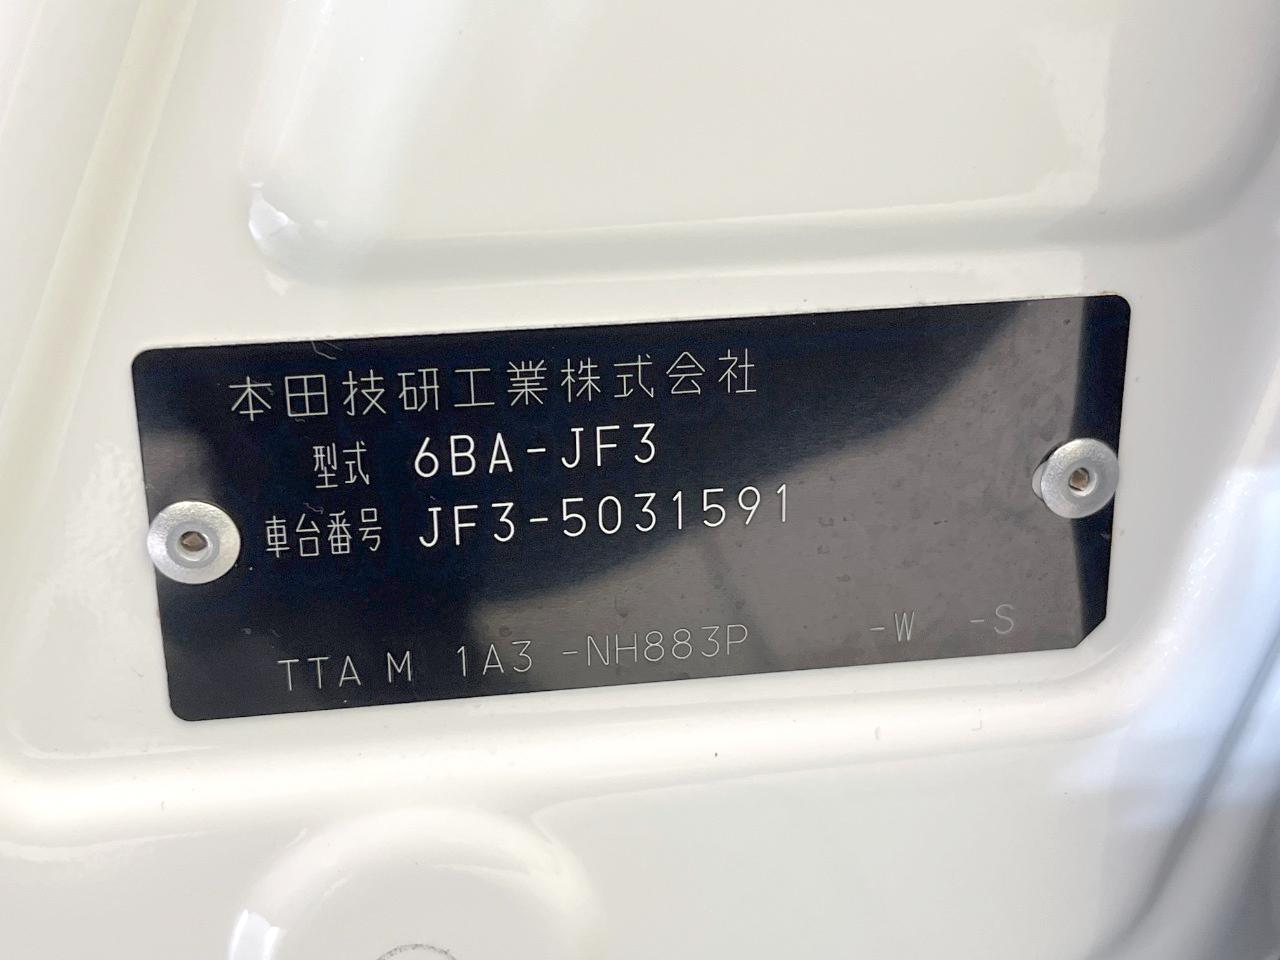 本田技研工業株式会社
型式 6BA-JF3
車台番号 JF3-5031591
TTA M 1A3 -NH883P -W -S